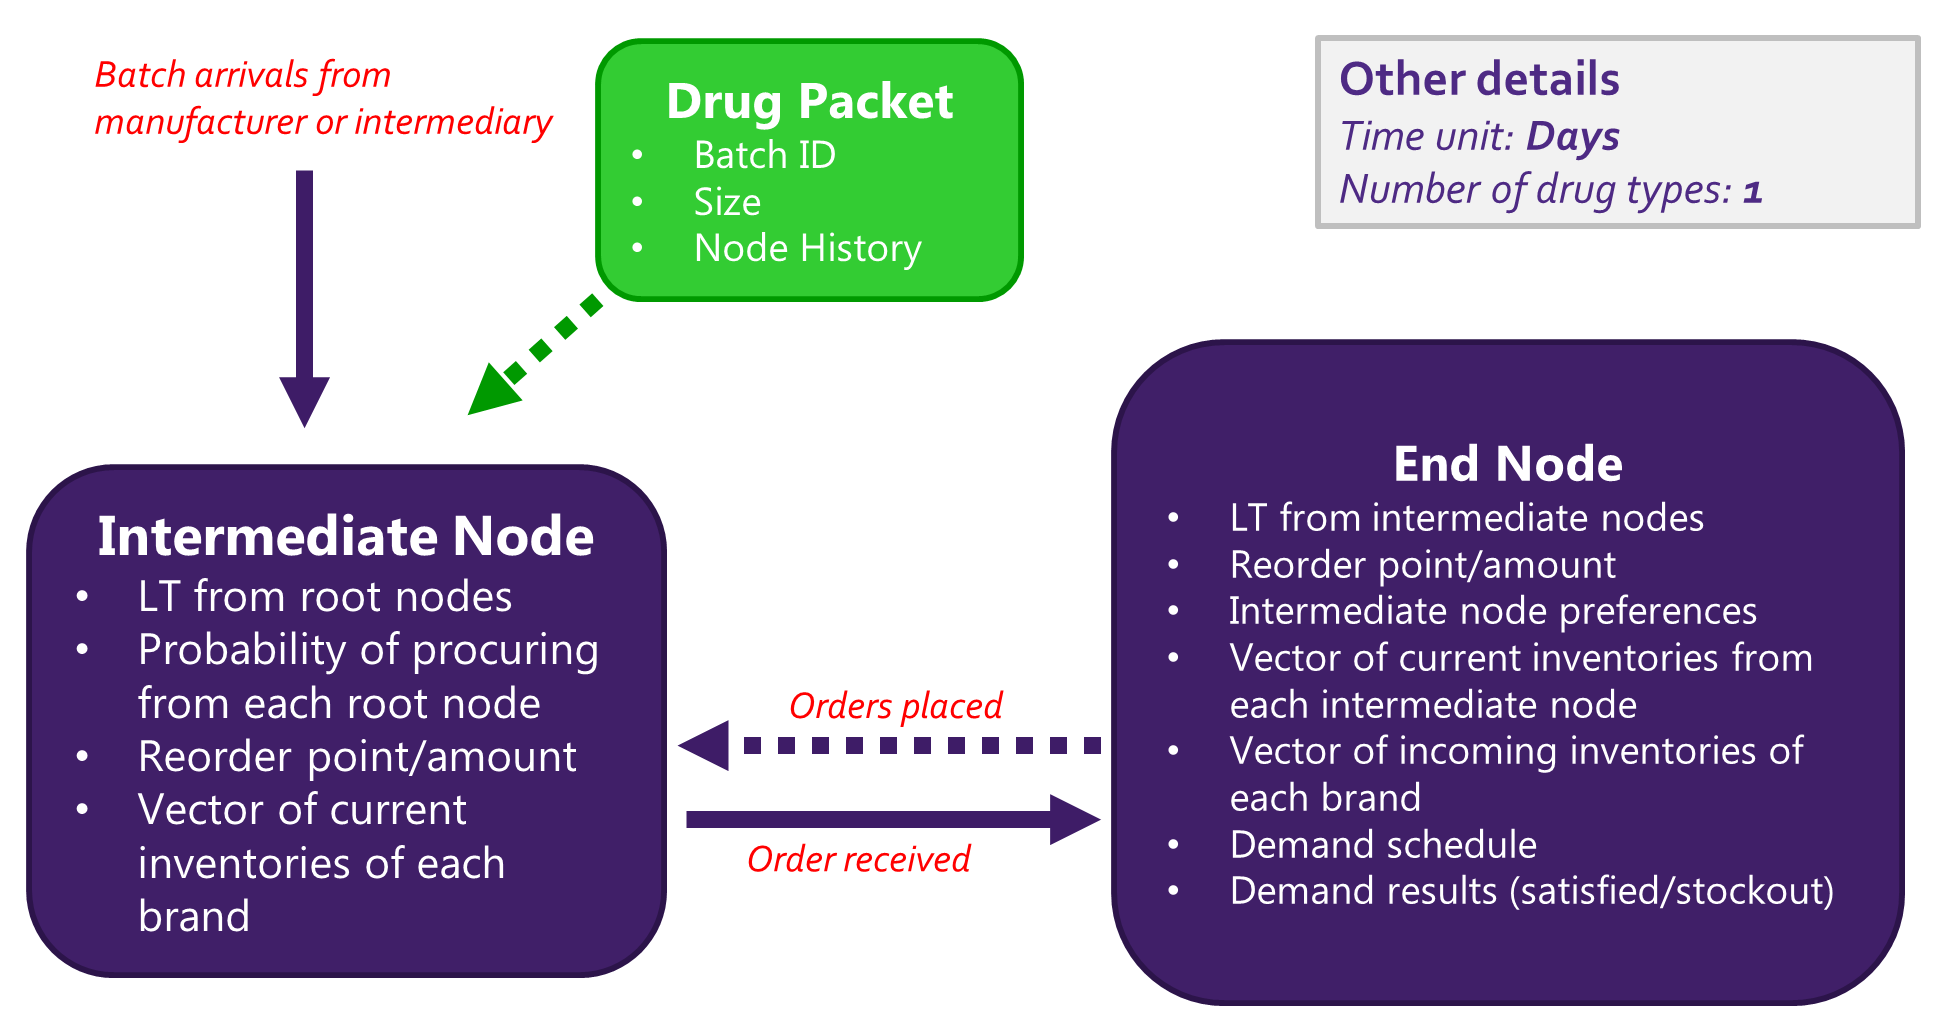 Batch arrivals from
manufacturer or intermediary
Drug Packet
• Batch ID
• Size
• Node History
Other details
Time unit: Days
Number of drug types: 1
Intermediate Node
• LT from root nodes
• Probability of procuring
from each root node
• Reorder point/amount
• Vector of current
inventories of each
brand
Orders placed
Order received
End Node
• LT from intermediate nodes
• Reorder point/amount
• Intermediate node preferences
• Vector of current inventories from
each intermediate node
• Vector of incoming inventories of
each brand
• Demand schedule
• Demand results (satisfied/stockout)